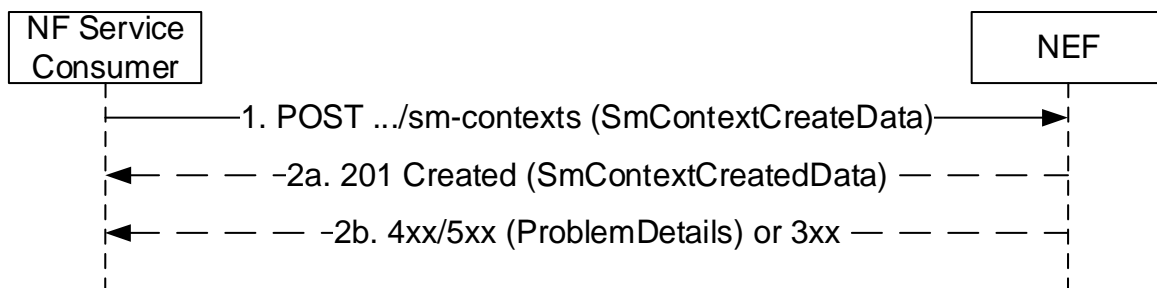 NF Service
Consumer
NEF
1. POST .../sm-contexts (SmContextCreateData)
2a. 201 Created (SmContextCreatedData)
2b. 4xx/5xx (ProblemDetails) or 3xx